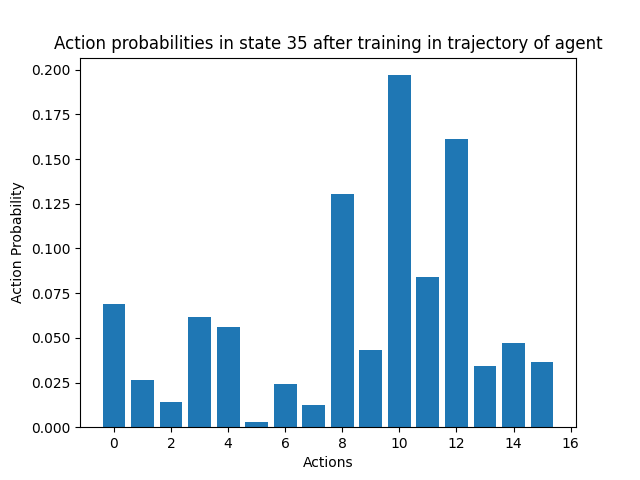 Action probabilities in state 35 after training in trajectory of agent
0.200
0.175
0.150
0.125
0.100
0.075
0.050
0.025
0.000
Action Probability
0 2 4 6 8 10 12 14 16
Actions